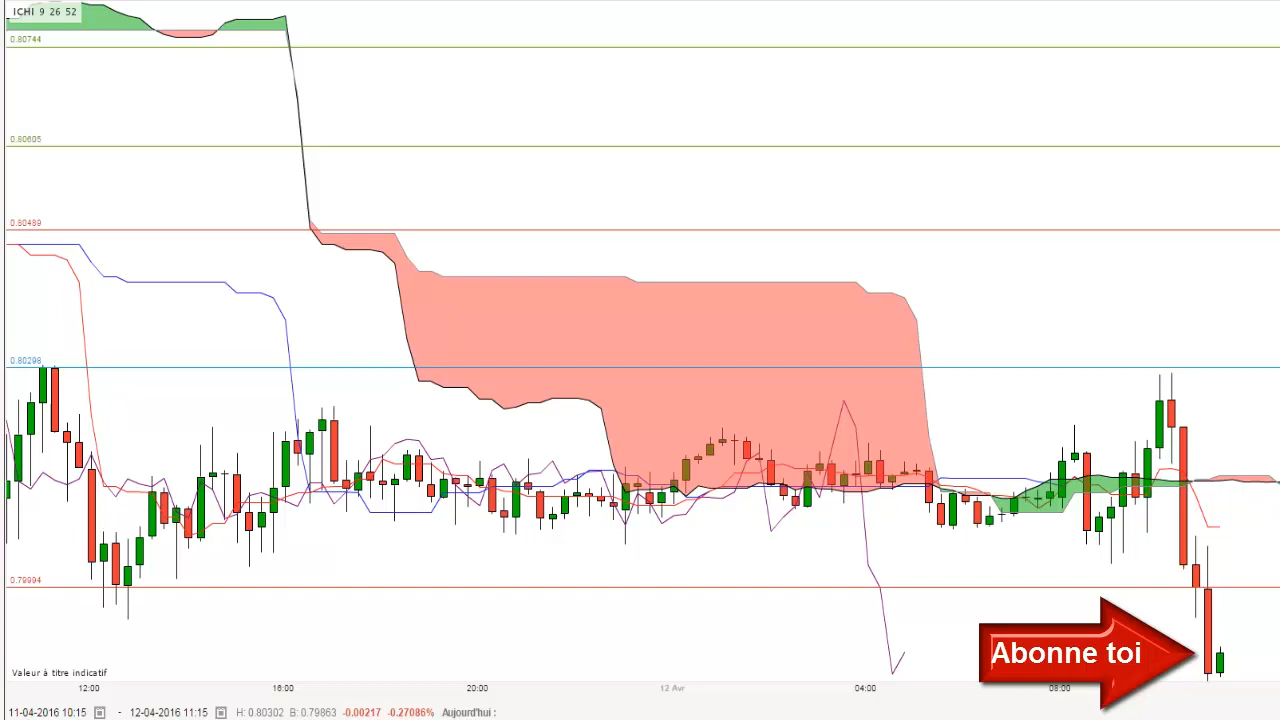 ICHI 9 26 52
0.80744
0.80605
0.80489
0.80298
0.79994
Abonne toi
Valeur à titre indicatif
12:00 18:00 20:00 12 Avr 04:00 08:00
11-04-2016 10:15 - 12-04-2016 11:15 H: 0.80302 B: 0.79863 -0.00217 -0.27086% Aujourd'hui :